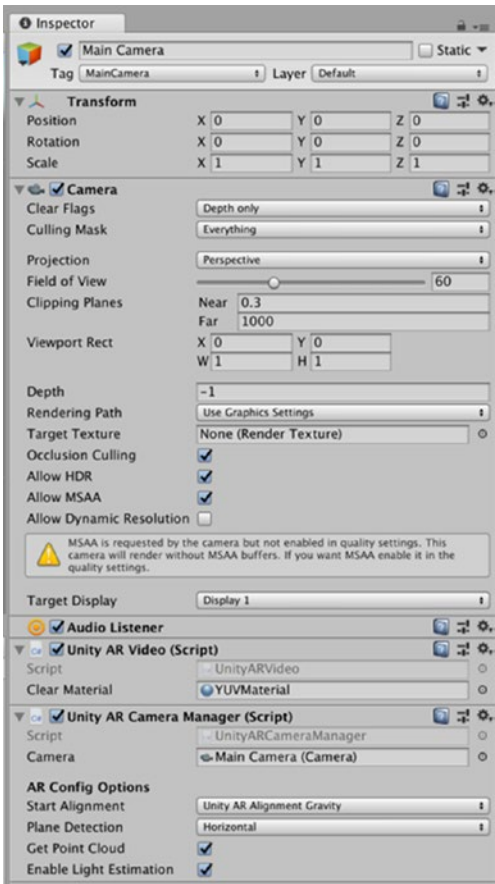 Inspector
Main Camera Static
Tag MainCamera Layer Default
Transform
Position X 0 Y 0 Z 0
Rotation X 0 Y 0 Z 0
Scale X 1 Y 1 Z 1
Camera
Clear Flags Depth only
Culling Mask Everything
Projection Perspective
Field of View 60
Clipping Planes Near 0.3
Far 1000
Viewport Rect X 0 Y 0
W 1 H 1
Depth -1
Rendering Path Use Graphics Settings
Target Texture None (Render Texture)
Occlusion Culling
Allow HDR
Allow MSAA
Allow Dynamic Resolution
MSAA is requested by the camera but not enabled in quality settings. This
camera will render without MSAA buffers. If you want MSAA enable it in the
quality settings.
Target Display Display 1
Audio Listener
Unity AR Video (Script)
Script UnityARVideo
Clear Material YUVMaterial
Unity AR Camera Manager (Script)
Script UnityARCameraManager
Camera Main Camera (Camera)
AR Config Options
Start Alignment Unity AR Alignment Gravity
Plane Detection Horizontal
Get Point Cloud
Enable Light Estimation